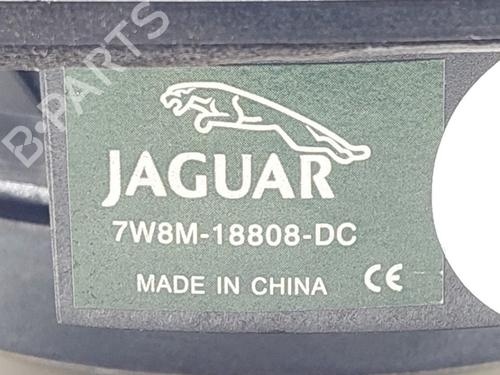 B-PARTS
JAGUAR
7W8M-18808-DC
MADE IN CHINA CE